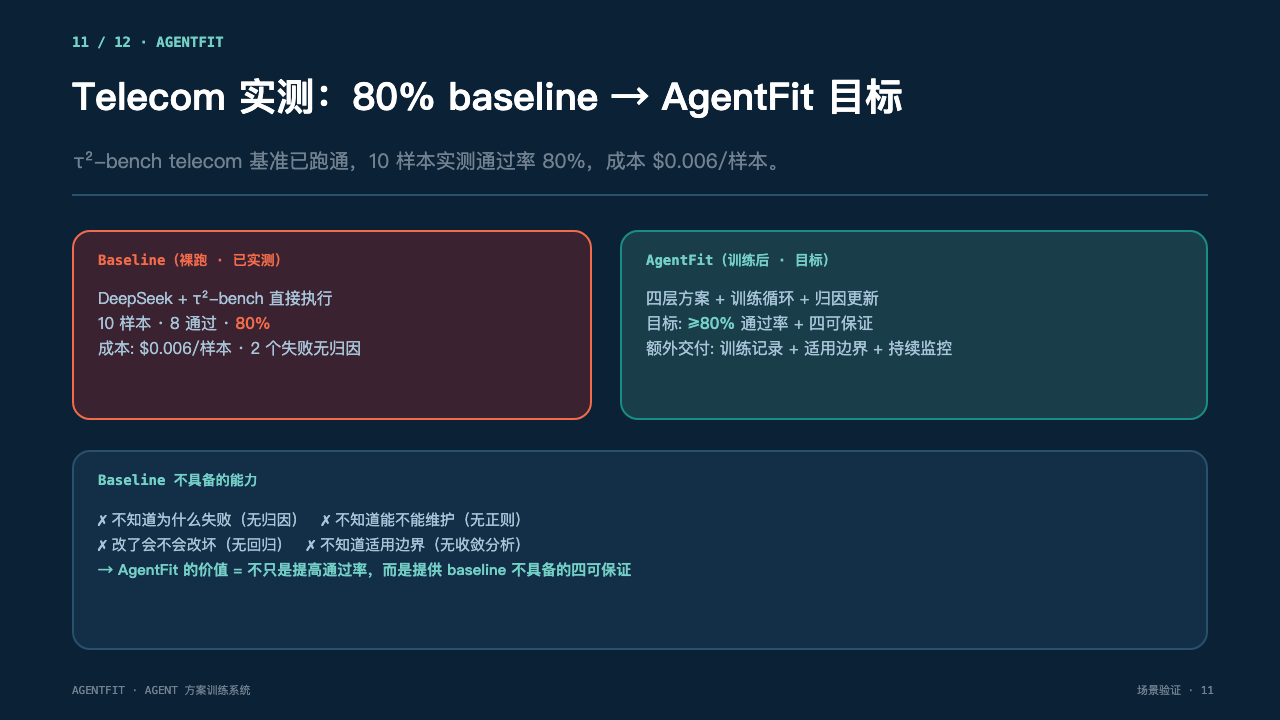 11 / 12 · AGENTFIT
Telecom 实测：80% baseline → AgentFit 目标
τ²-bench telecom 基准已跑通，10 样本实测通过率 80%，成本 $0.006/样本。
Baseline（裸跑 · 已实测）
DeepSeek + τ²-bench 直接执行
10 样本 · 8 通过 · 80%
成本: $0.006/样本 · 2 个失败无归因
AgentFit（训练后 · 目标）
四层方案 + 训练循环 + 归因更新
目标: ≥80% 通过率 + 四可保证
额外交付: 训练记录 + 适用边界 + 持续监控
Baseline 不具备的能力
✗ 不知道为什么失败（无归因） ✗ 不知道能不能维护（无正则）
✗ 改了会不会改坏（无回归） ✗ 不知道适用边界（无收敛分析）
→ AgentFit 的价值 = 不只是提高通过率，而是提供 baseline 不具备的四可保证
AGENTFIT · AGENT 方案训练系统
场景验证 · 11